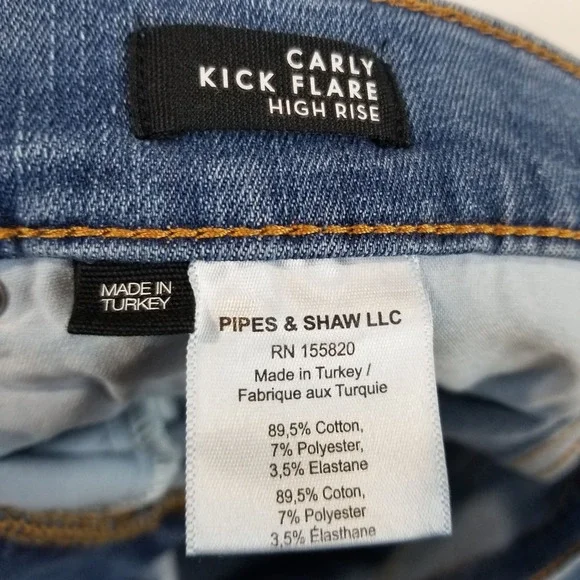 CARLY
KICK FLARE
HIGH RISE
MADE IN
TURKEY
PIPES & SHAW LLC
RN 155820
Made in Turkey /
Fabrique aux Turquie
89,5% Cotton,
7% Polyester,
3,5% Elastane
89,5% Coton,
7% Polyester
3,5% Élasthane